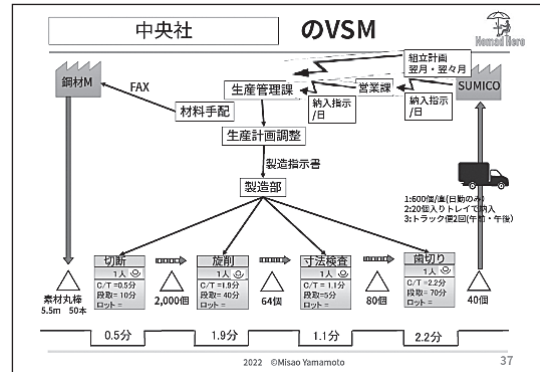 中央社 のVSM
Nomad Hero
鋼材M
FAX
材料手配
生産管理課
営業課
組立計画
翌月・翌々月
SUMICO
納入指示
/日
納入指示
/日
生産計画調整
製造指示書
製造部
1:600個/直(日勤のみ)
2:20個入りトレイで納入
3:トラック便2回(午前・午後)
切断
1人
C/T =0.5分
段取= 10分
ロット =
旋削
1人
C/T =1.9分
段取= 40分
ロット =
寸法検査
1人
C/T = 1.1分
段取=5分
ロット =
歯切り
1人
C/T =2.2分
段取= 70分
ロット =
素材丸棒
5.5m 50本
2,000個
64個
80個
40個
0.5分
1.9分
1.1分
2.2分
2022 ©Misao Yamamoto
37